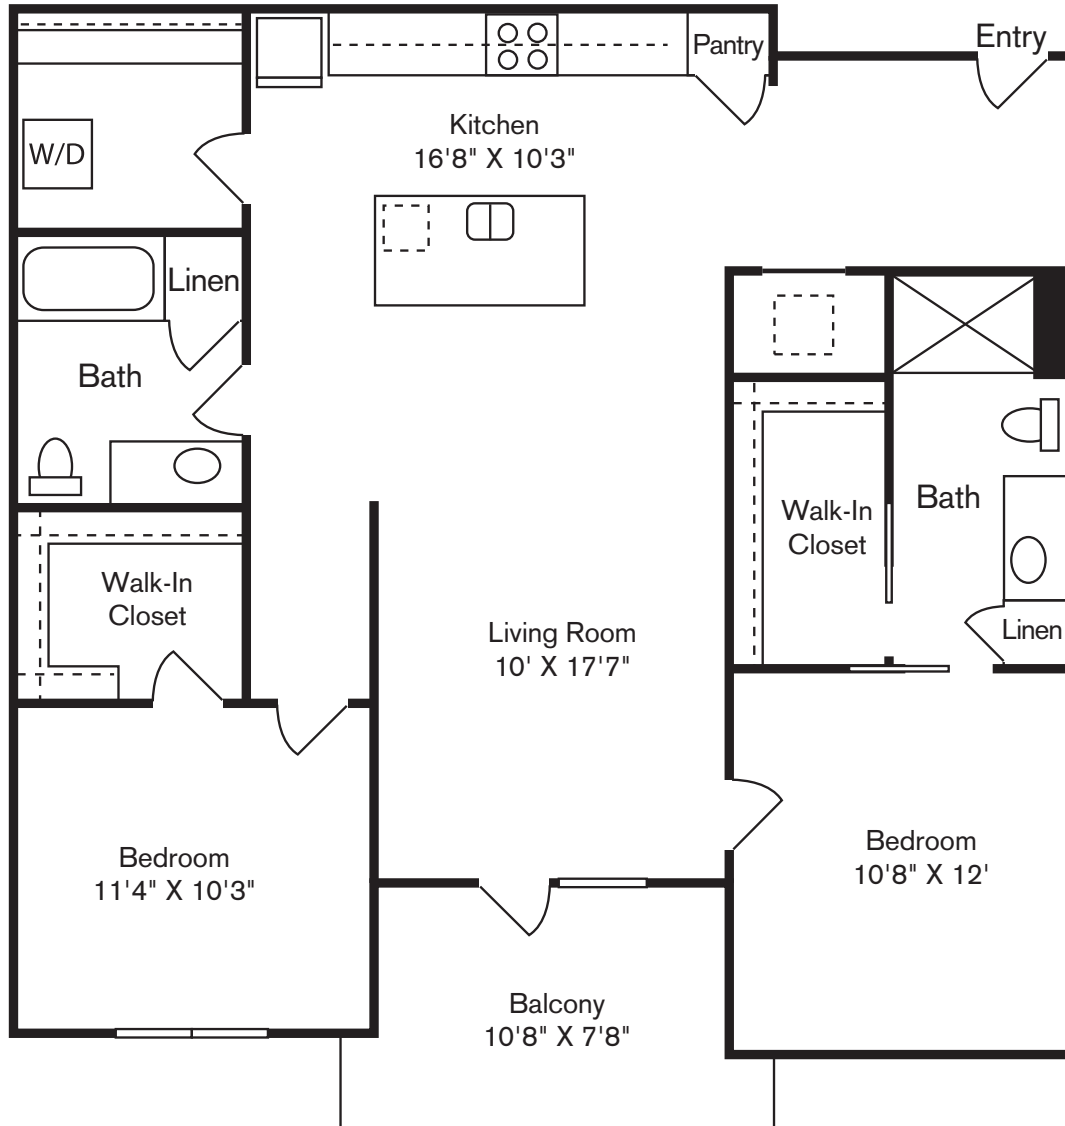 Entry
Pantry
Kitchen
16'8" X 10'3"
W/D
Linen
Bath
Walk-In
Closet
Bath
Walk-In
Closet
Linen
Living Room
10' X 17'7"
Bedroom
11'4" X 10'3"
Bedroom
10'8" X 12'
Balcony
10'8" X 7'8"